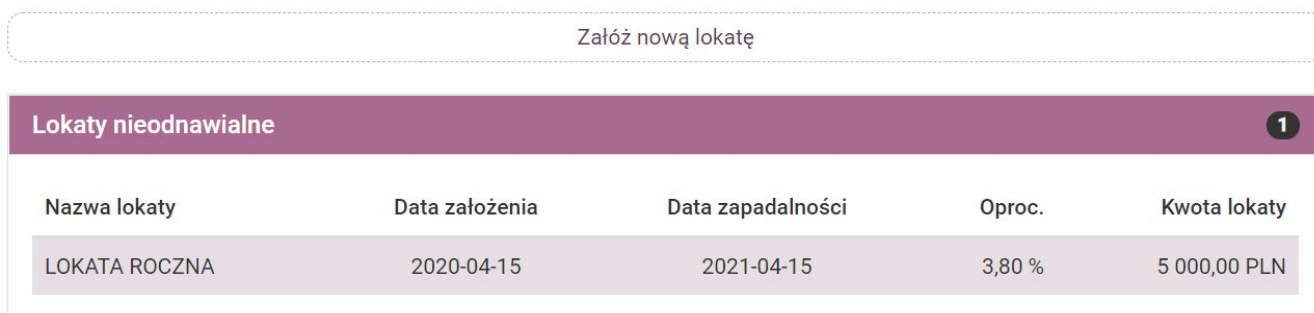 Załóż nową lokatę
Lokaty nieodnawialne 1
Nazwa lokaty Data założenia Data zapadalności Oproc. Kwota lokaty
LOKATA ROCZNA 2020-04-15 2021-04-15 3,80 % 5 000,00 PLN